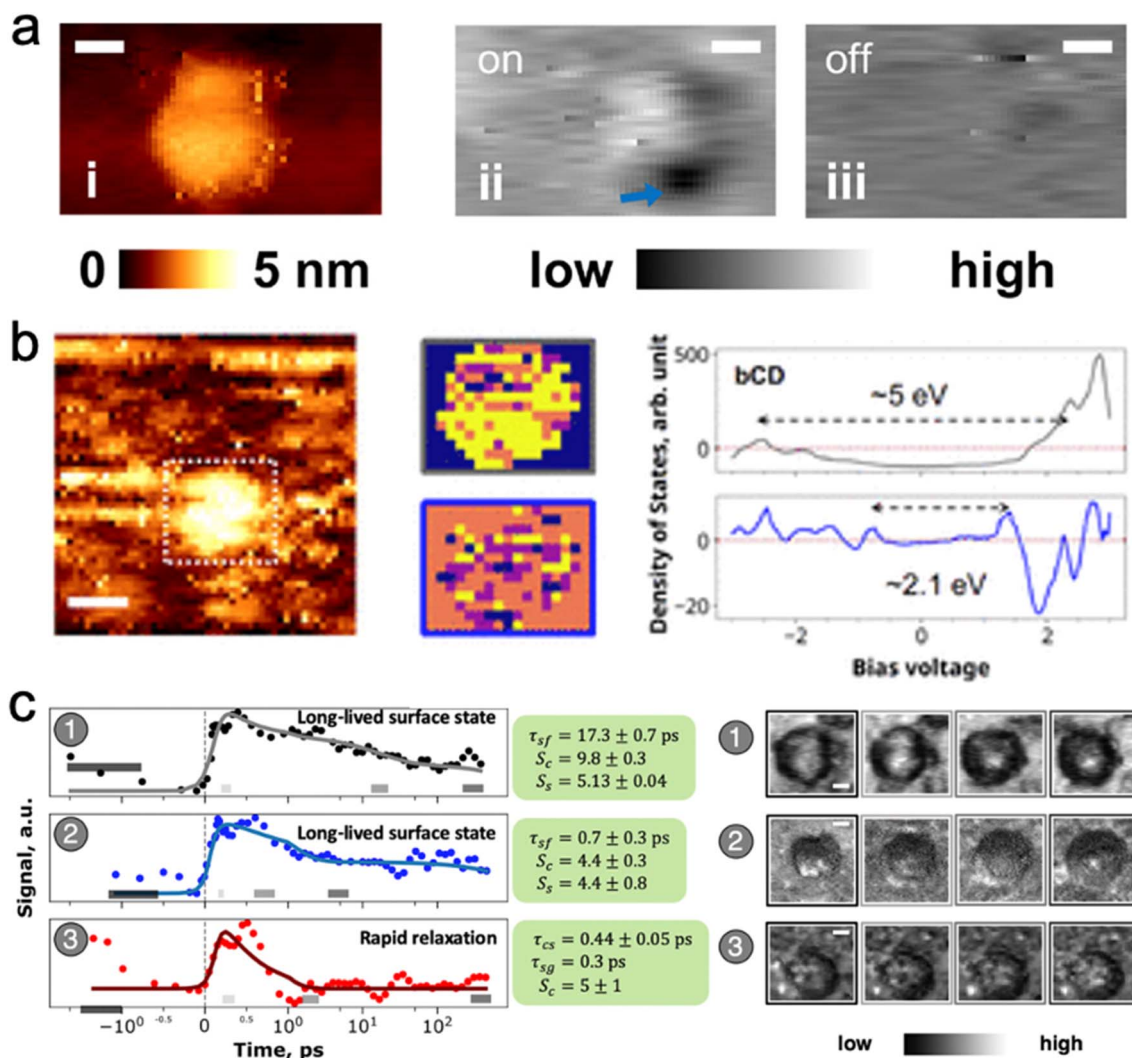 a
i
on
ii
off
iii
0 5 nm
low high
b
bCD
500
~5 eV
0
0
~2.1 eV
−20
Density of States, arb. unit
−2 0 2
Bias voltage
c
1
Long-lived surface state
τsf = 17.3 ± 0.7 ps
Sc = 9.8 ± 0.3
Ss = 5.13 ± 0.04
1
2
Long-lived surface state
τsf = 0.7 ± 0.3 ps
Sc = 4.4 ± 0.3
Ss = 4.4 ± 0.8
2
3
Rapid relaxation
τcs = 0.44 ± 0.05 ps
τsg = 0.3 ps
Sc = 5 ± 1
3
Signal, a.u.
−10⁰ −0.5 0 0.5 10⁰ 10¹ 10²
Time, ps
low high